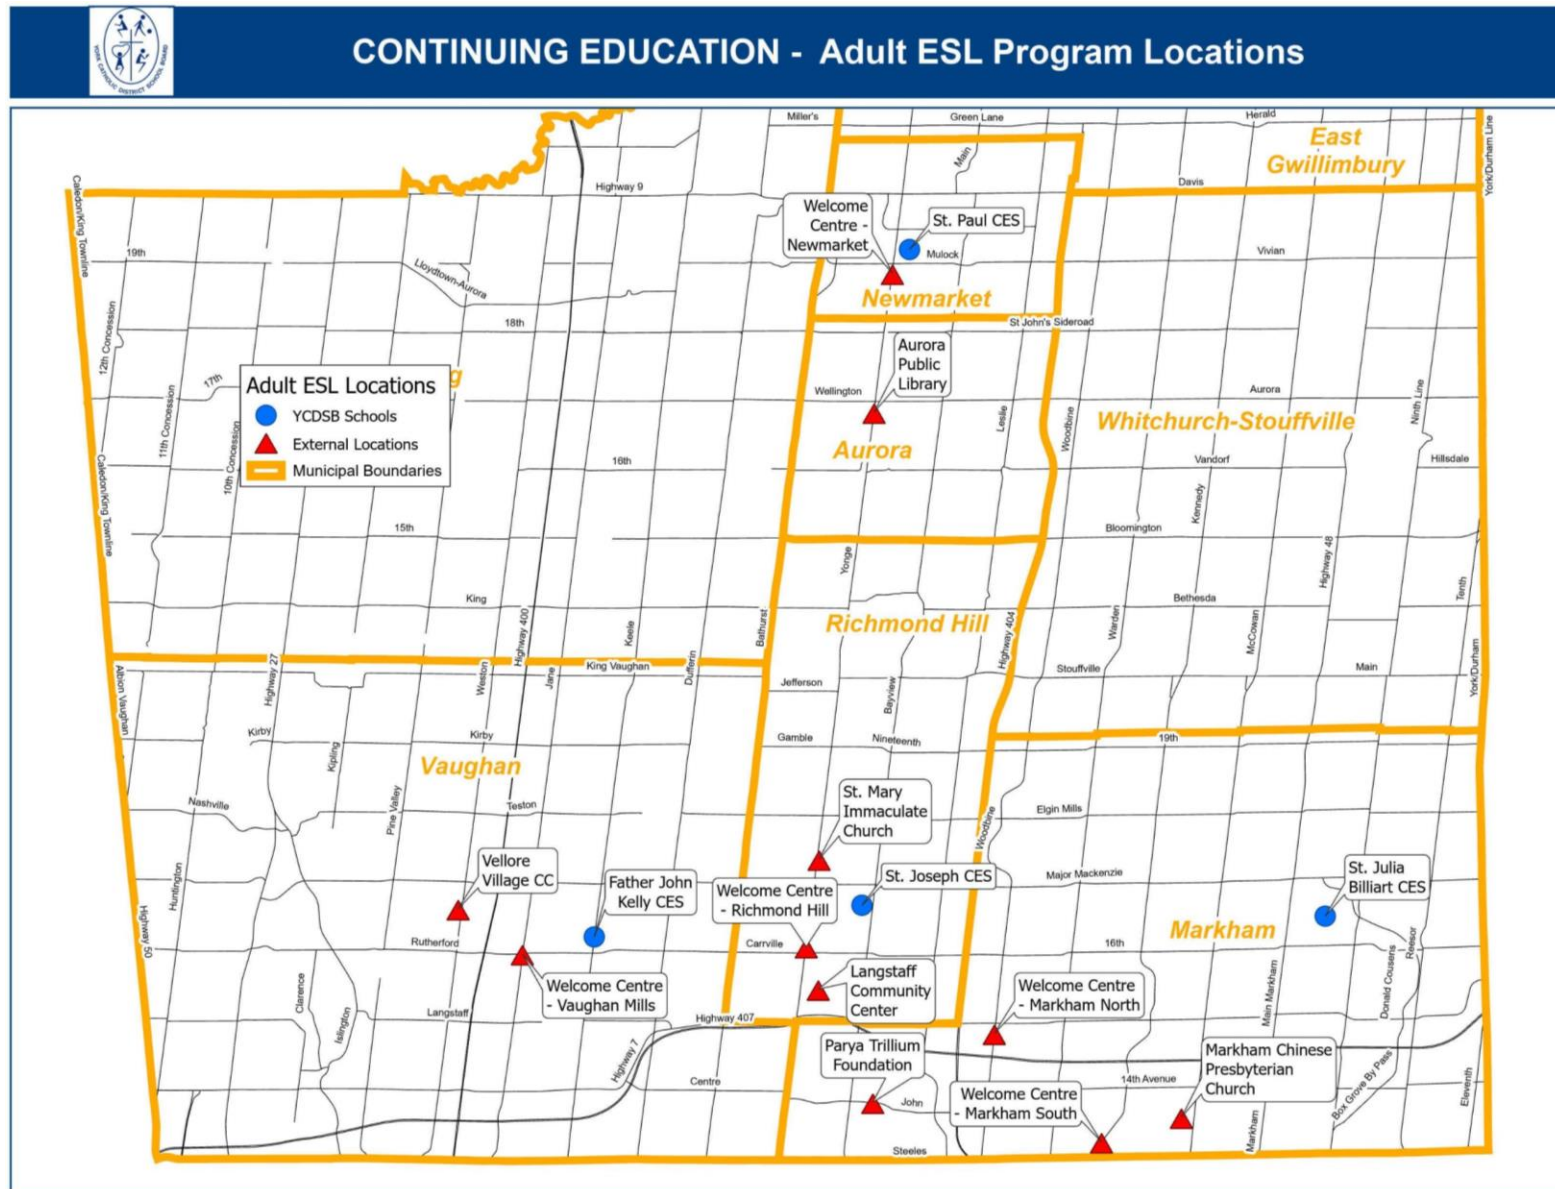 YORK CATHOLIC DISTRICT SCHOOL BOARD
CONTINUING EDUCATION - Adult ESL Program Locations
Miller's
Green Lane
Herald
East
Gwillimbury
York/Durham Line
Main
Davis
Highway 9
Caledon/King Townline
Welcome
Centre -
Newmarket
St. Paul CES
Mulock
Vivian
19th
Lloydtown-Aurora
Newmarket
St John's Sideroad
18th
12th Concession
Aurora
Public
Library
Wellington
Aurora
17th
g
Adult ESL Locations
YCDSB Schools
External Locations
Municipal Boundaries
11th Concession
10th Concession
Leslie
Woodbine
Whitchurch-Stouffville
Ninth Line
Aurora
16th
Vandorf
Hillsdale
Caledon/King Townline
15th
Kennedy
Bloomington
Yonge
Highway 48
Tenth
King
Bethesda
Richmond Hill
Highway 400
Keele
Bathurst
Highway 404
Warden
McCowan
Albion Vaughan
Highway 27
Weston
Jane
King Vaughan
Dufferin
Jefferson
Bayview
Stouffville
Main
York/Durham
Kirby
Kipling
Kirby
Gamble
Nineteenth
19th
Vaughan
Nashville
Pine Valley
Teston
St. Mary
Immaculate
Church
Woodbine
Elgin Mills
Vellore
Village CC
Father John
Kelly CES
Welcome Centre
- Richmond Hill
St. Joseph CES
Major Mackenzie
St. Julia
Billiart CES
Huntington
Highway 50
Rutherford
Carrville
16th
Markham
Reesor
Donald Cousens
Clarence
Islington
Welcome Centre
- Vaughan Mills
Langstaff
Community
Center
Welcome Centre
- Markham North
Main Markham
Langstaff
Highway 407
Highway 7
Parya Trillium
Foundation
Markham Chinese
Presbyterian
Church
Centre
John
Welcome Centre
- Markham South
14th Avenue
Box Grove By Pass
Eleventh
Markham
Steeles